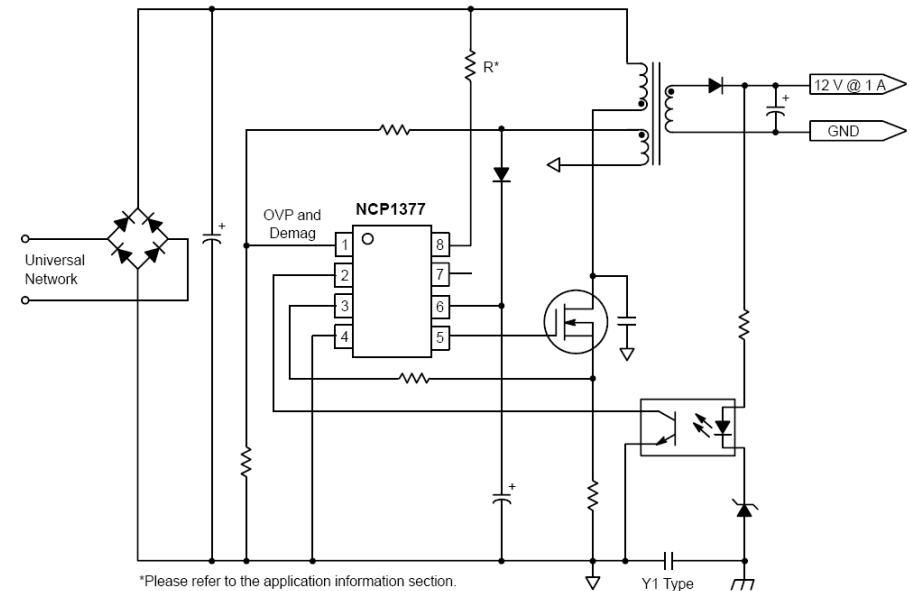 R*
12 V @ 1 A
+
GND
NCP1377
OVP and
Demag
+
1
8
Universal
Network
2
7
3
6
4
5
+
*Please refer to the application information section.
Y1 Type